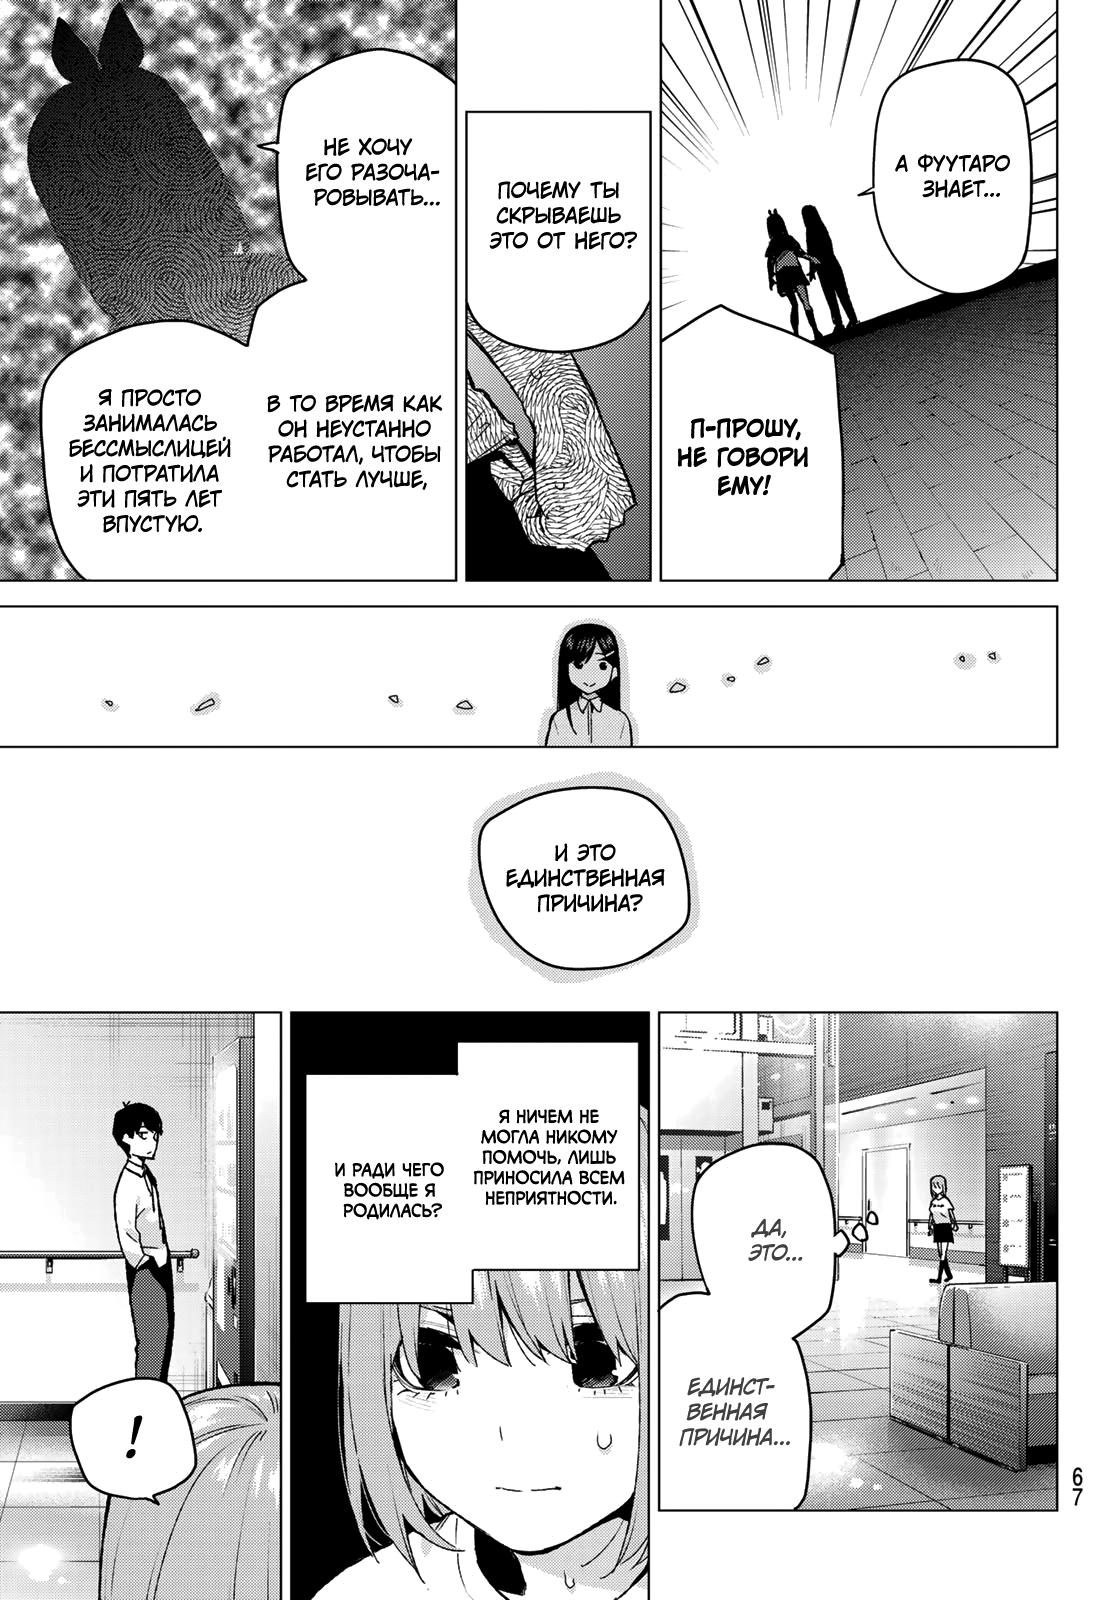 А ФУУТАРО
ЗНАЕТ...
П-ПРОШУ,
НЕ ГОВОРИ
ЕМУ!
ПОЧЕМУ ТЫ
СКРЫВАЕШЬ
ЭТО ОТ НЕГО?
НЕ ХОЧУ
ЕГО РАЗОЧА-
РОВЫВАТЬ...
В ТО ВРЕМЯ КАК
ОН НЕУСТАННО
РАБОТАЛ, ЧТОБЫ
СТАТЬ ЛУЧШЕ,
Я ПРОСТО
ЗАНИМАЛАСЬ
БЕССМЫСЛИЦЕЙ
И ПОТРАТИЛА
ЭТИ ПЯТЬ ЛЕТ
ВПУСТУЮ.
И ЭТО
ЕДИНСТВЕННАЯ
ПРИЧИНА?
ДА,
ЭТО...
ЕДИНСТ-
ВЕННАЯ
ПРИЧИНА...
Я НИЧЕМ НЕ
МОГЛА НИКОМУ
ПОМОЧЬ, ЛИШЬ
ПРИНОСИЛА ВСЕМ
НЕПРИЯТНОСТИ.
И РАДИ ЧЕГО
ВООБЩЕ Я
РОДИЛАСЬ?
!
67